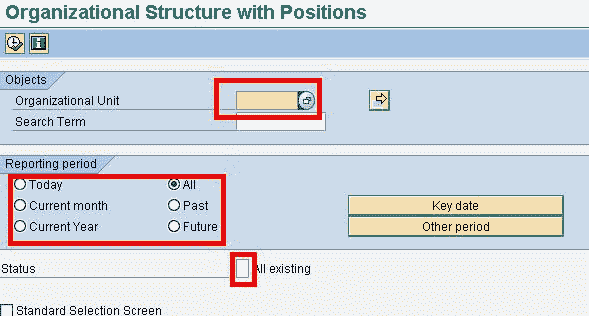 Organizational Structure with Positions
Objects
Organizational Unit
Search Term
Reporting period
Today All
Current month Past Key date
Current Year Future Other period
Status All existing
Standard Selection Screen